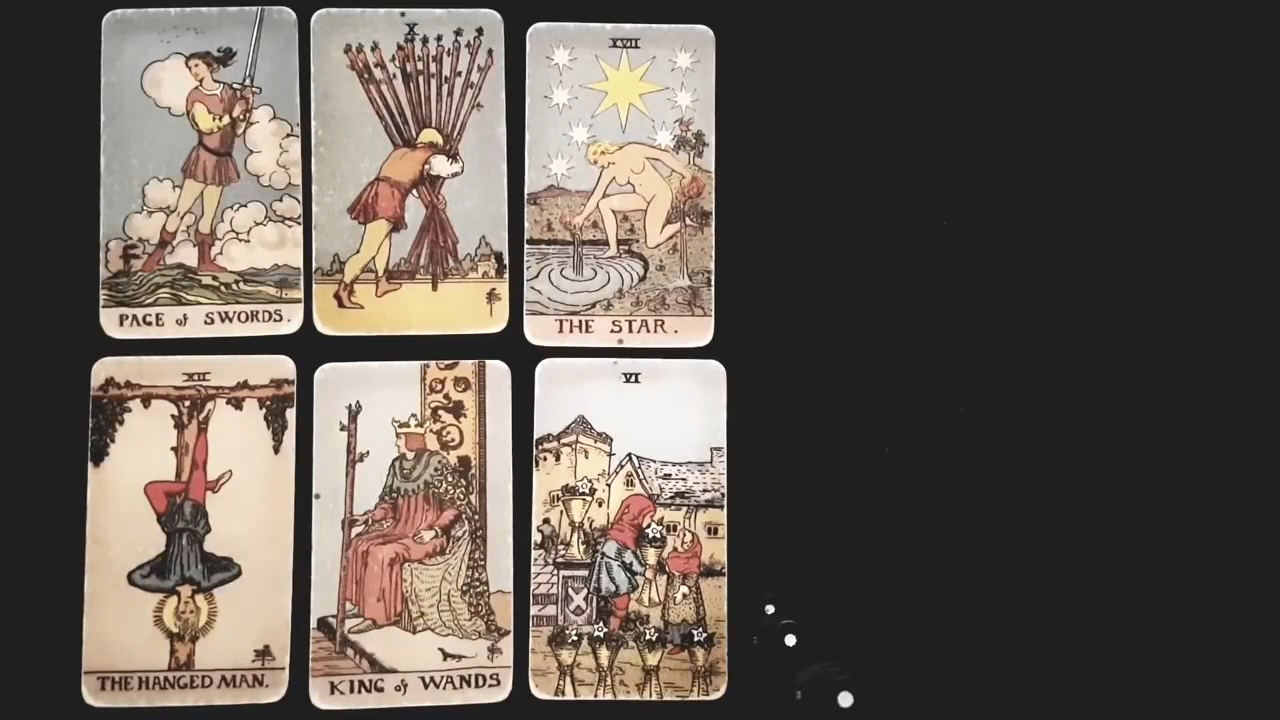 PAGE of SWORDS.
X
XVII
THE STAR.
XII
THE HANGED MAN.
KING of WANDS
VI